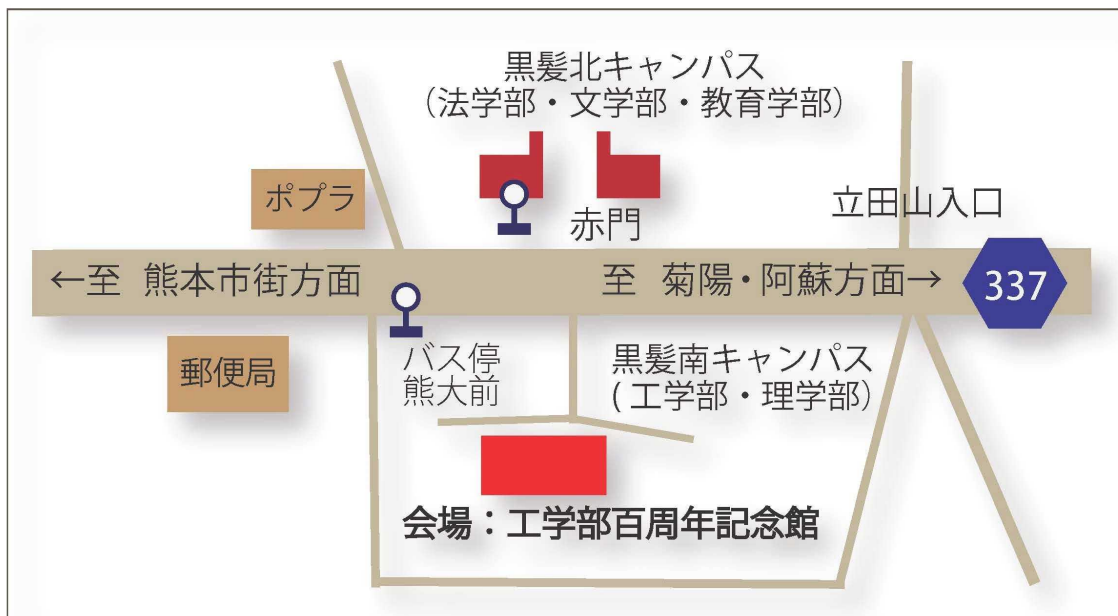 黒髪北キャンパス
（法学部・文学部・教育学部）
ポプラ
赤門
立田山入口
←至 熊本市街方面
至 菊陽・阿蘇方面→
337
郵便局
バス停
熊大前
黒髪南キャンパス
( 工学部・理学部）
会場：工学部百周年記念館